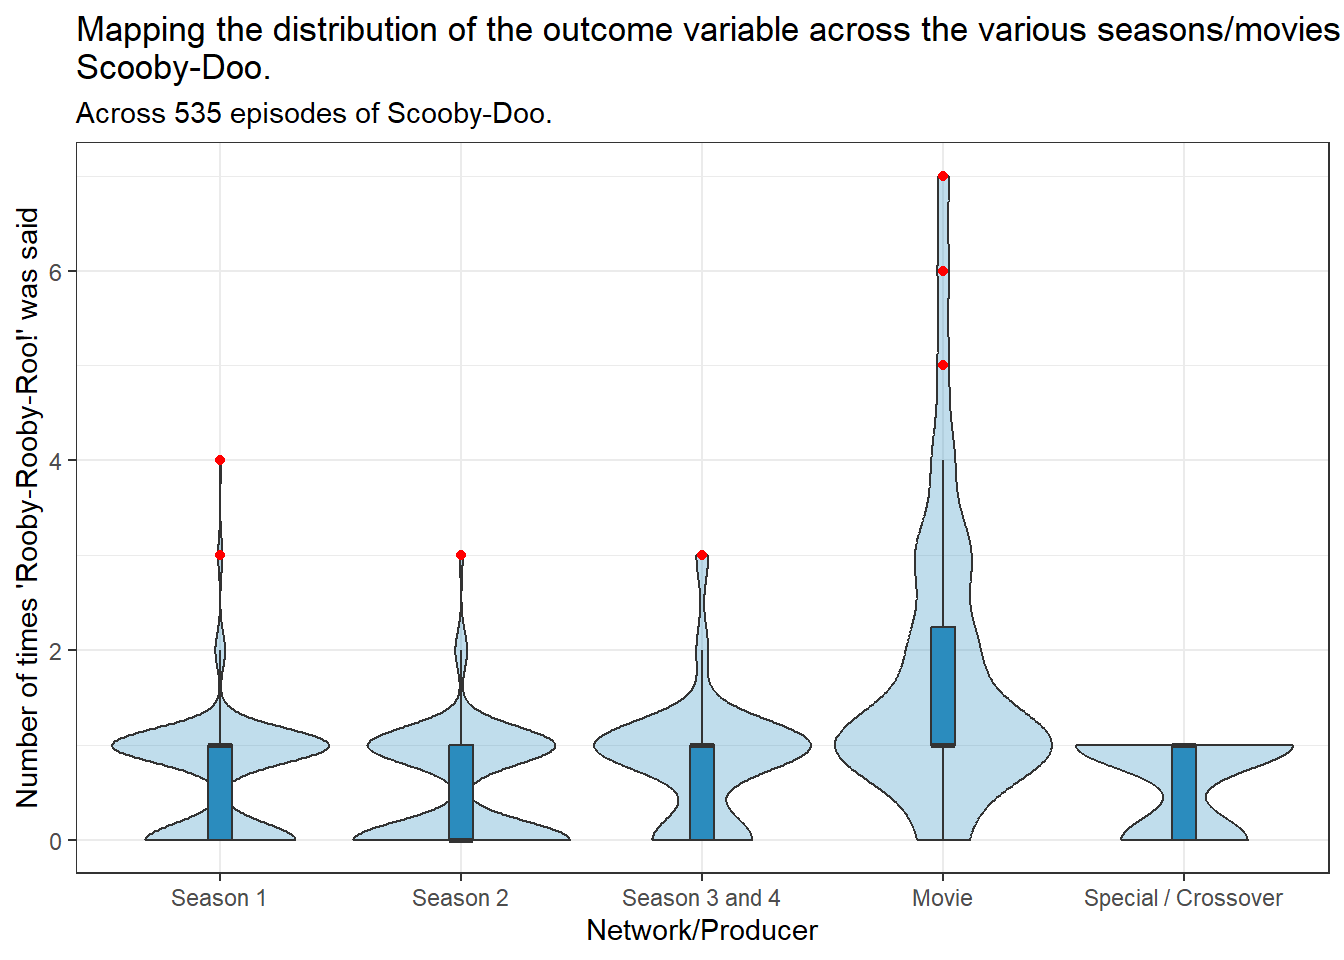 Mapping the distribution of the outcome variable across the various seasons/movies
Scooby-Doo.
Across 535 episodes of Scooby-Doo.
Number of times 'Rooby-Rooby-Roo!' was said
6
4
2
0
Season 1
Season 2
Season 3 and 4
Movie
Special / Crossover
Network/Producer